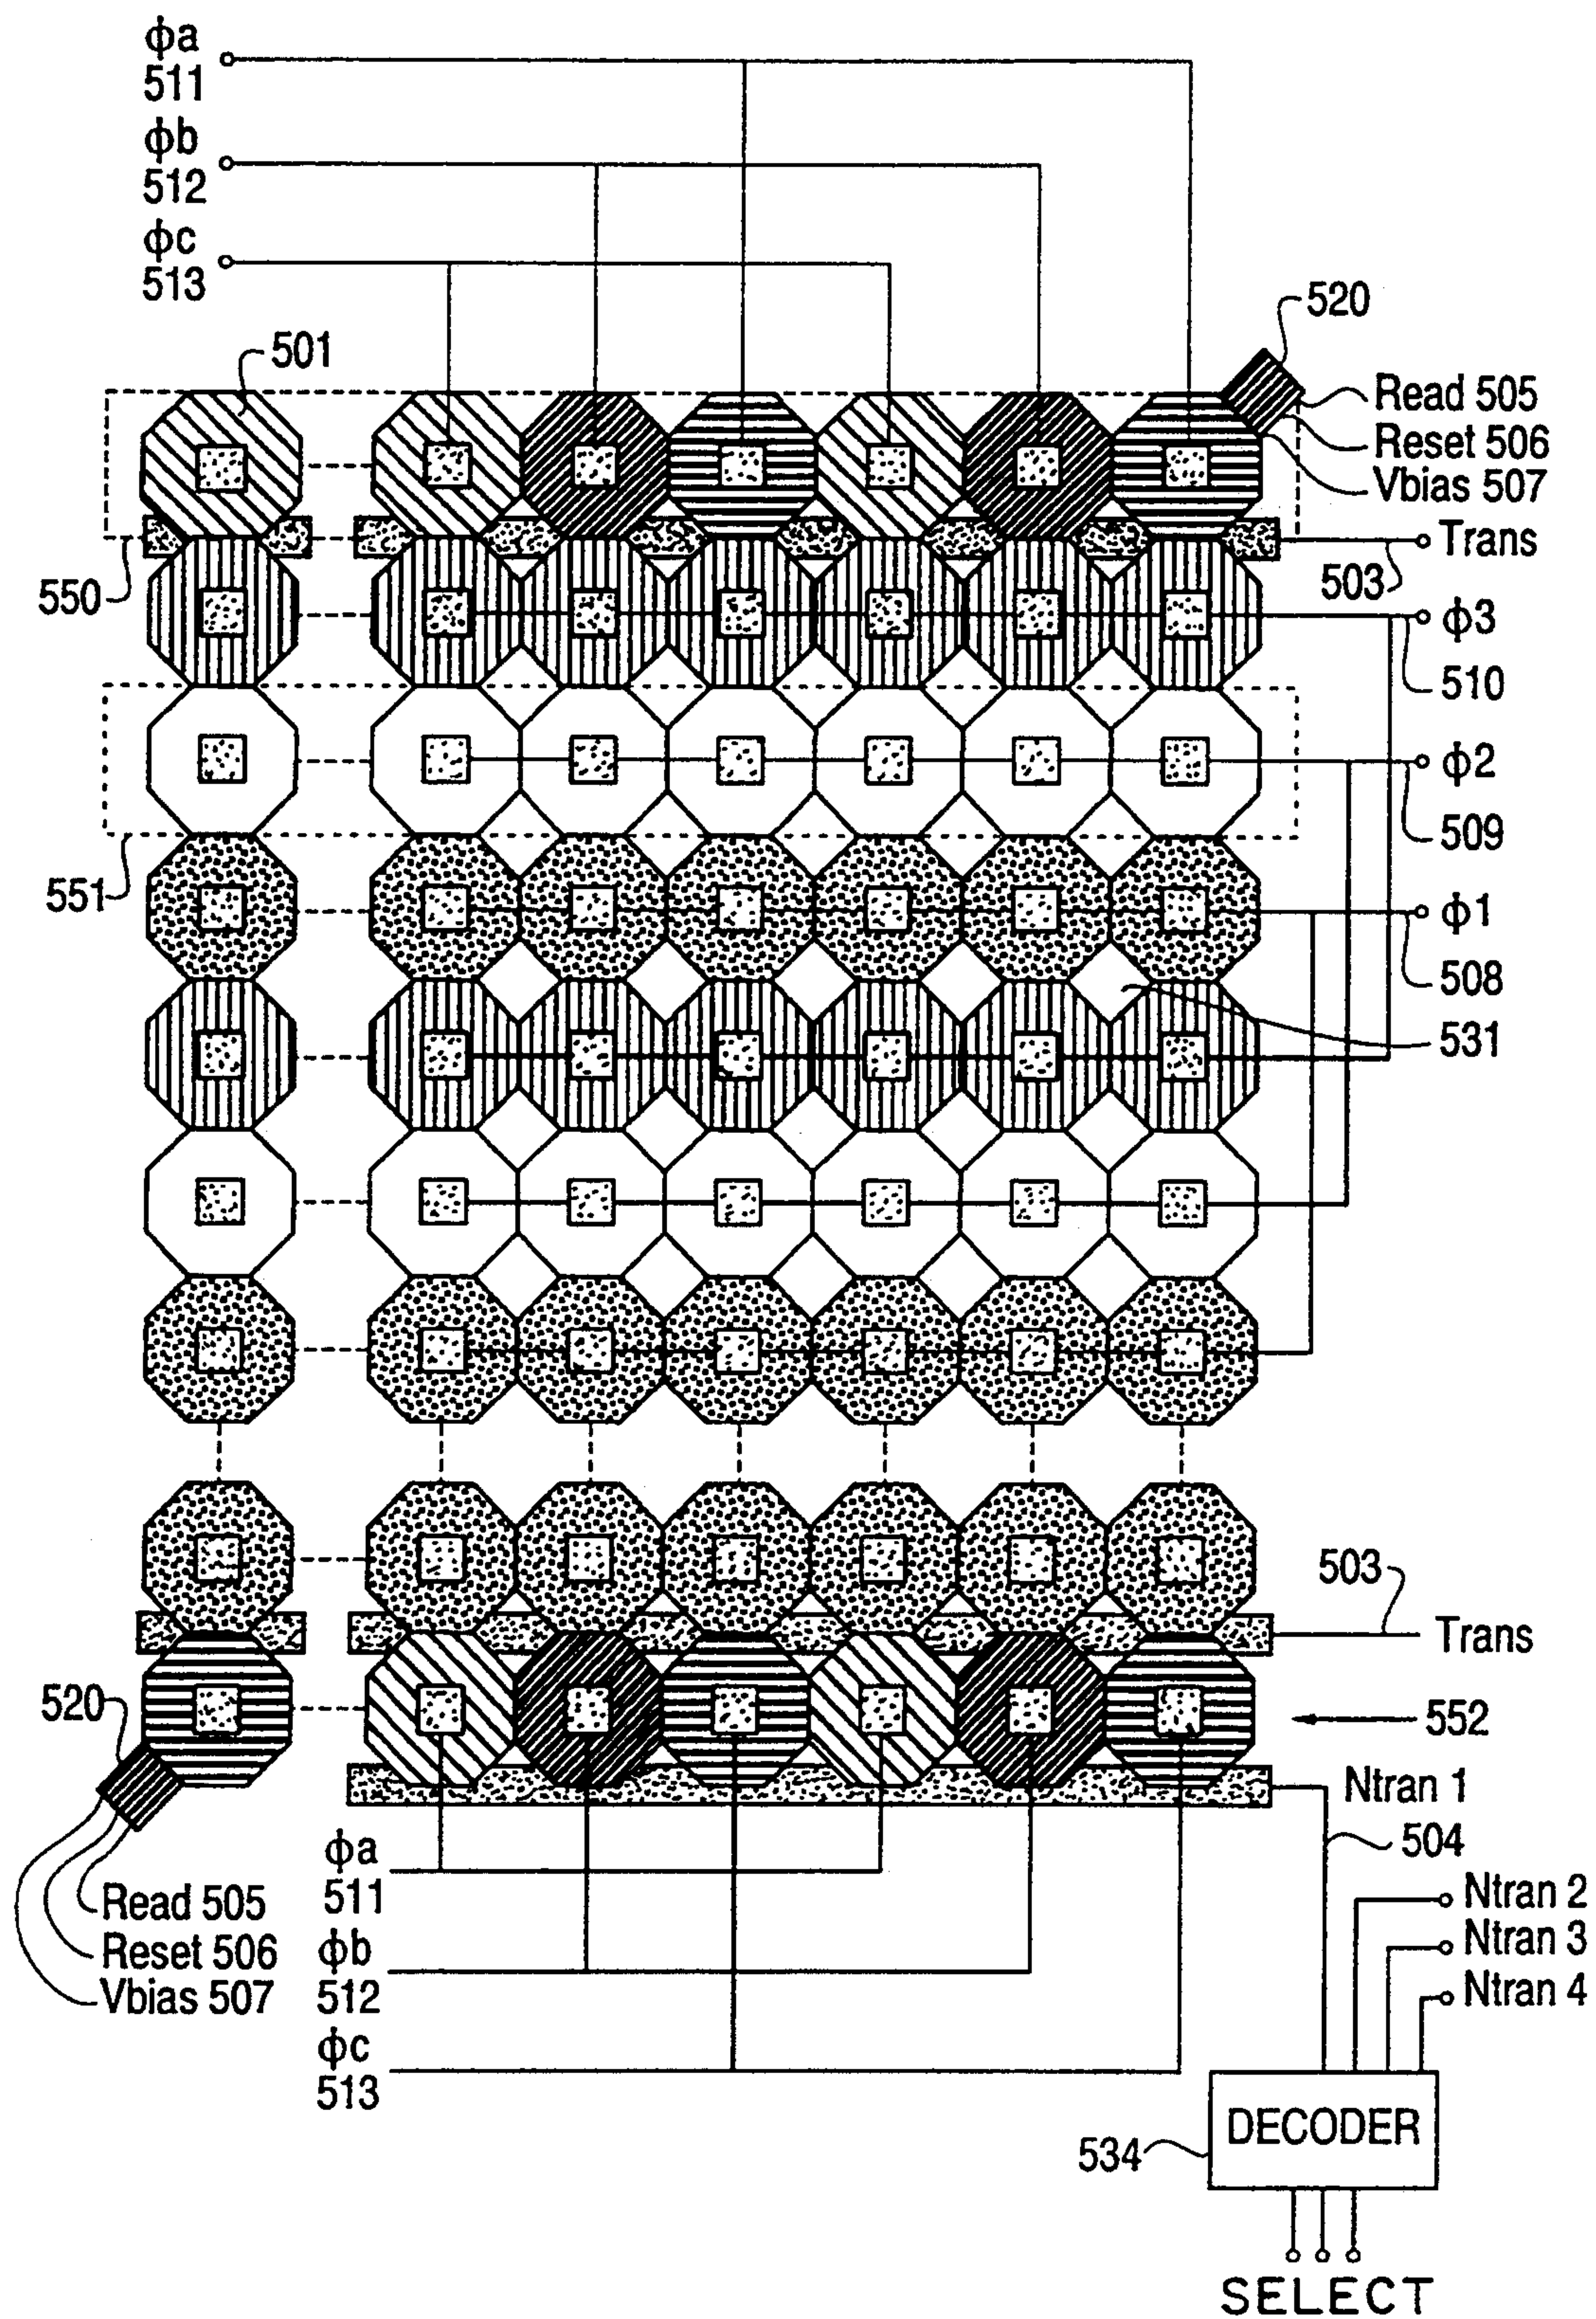 ϕa
511
ϕb
512
ϕc
513
520
501
Read 505
Reset 506
Vbias 507
Trans
503
550
ϕ3
510
ϕ2
509
551
ϕ1
508
531
503
Trans
520
552
Ntran 1
504
ϕa
511
Read 505
Reset 506
Vbias 507
ϕb
512
Ntran 2
Ntran 3
Ntran 4
ϕc
513
DECODER
534
SELECT